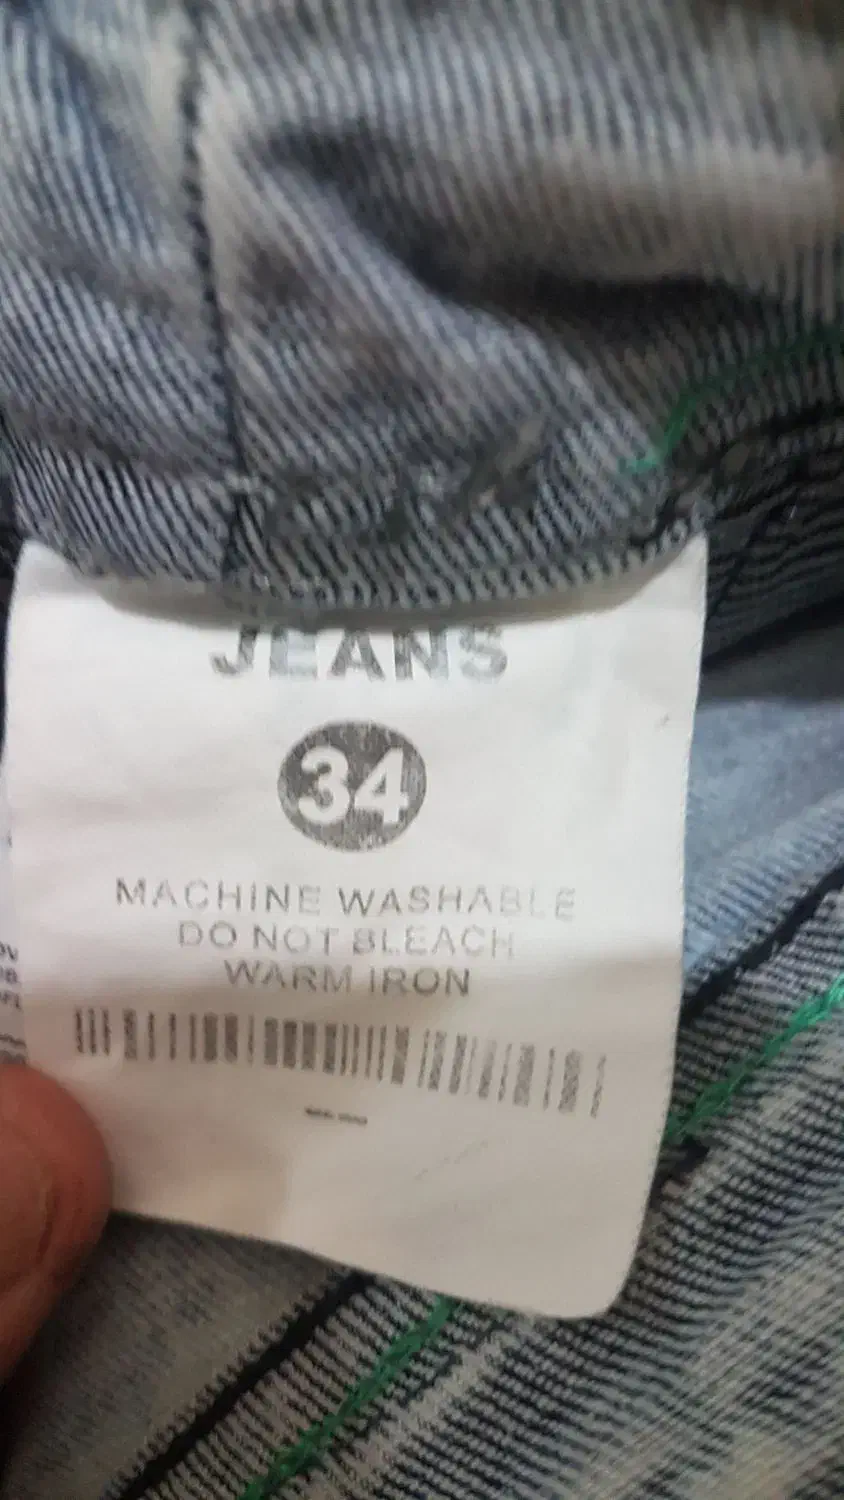 JEANS
34
MACHINE WASHABLE
DO NOT BLEACH
WARM IRON